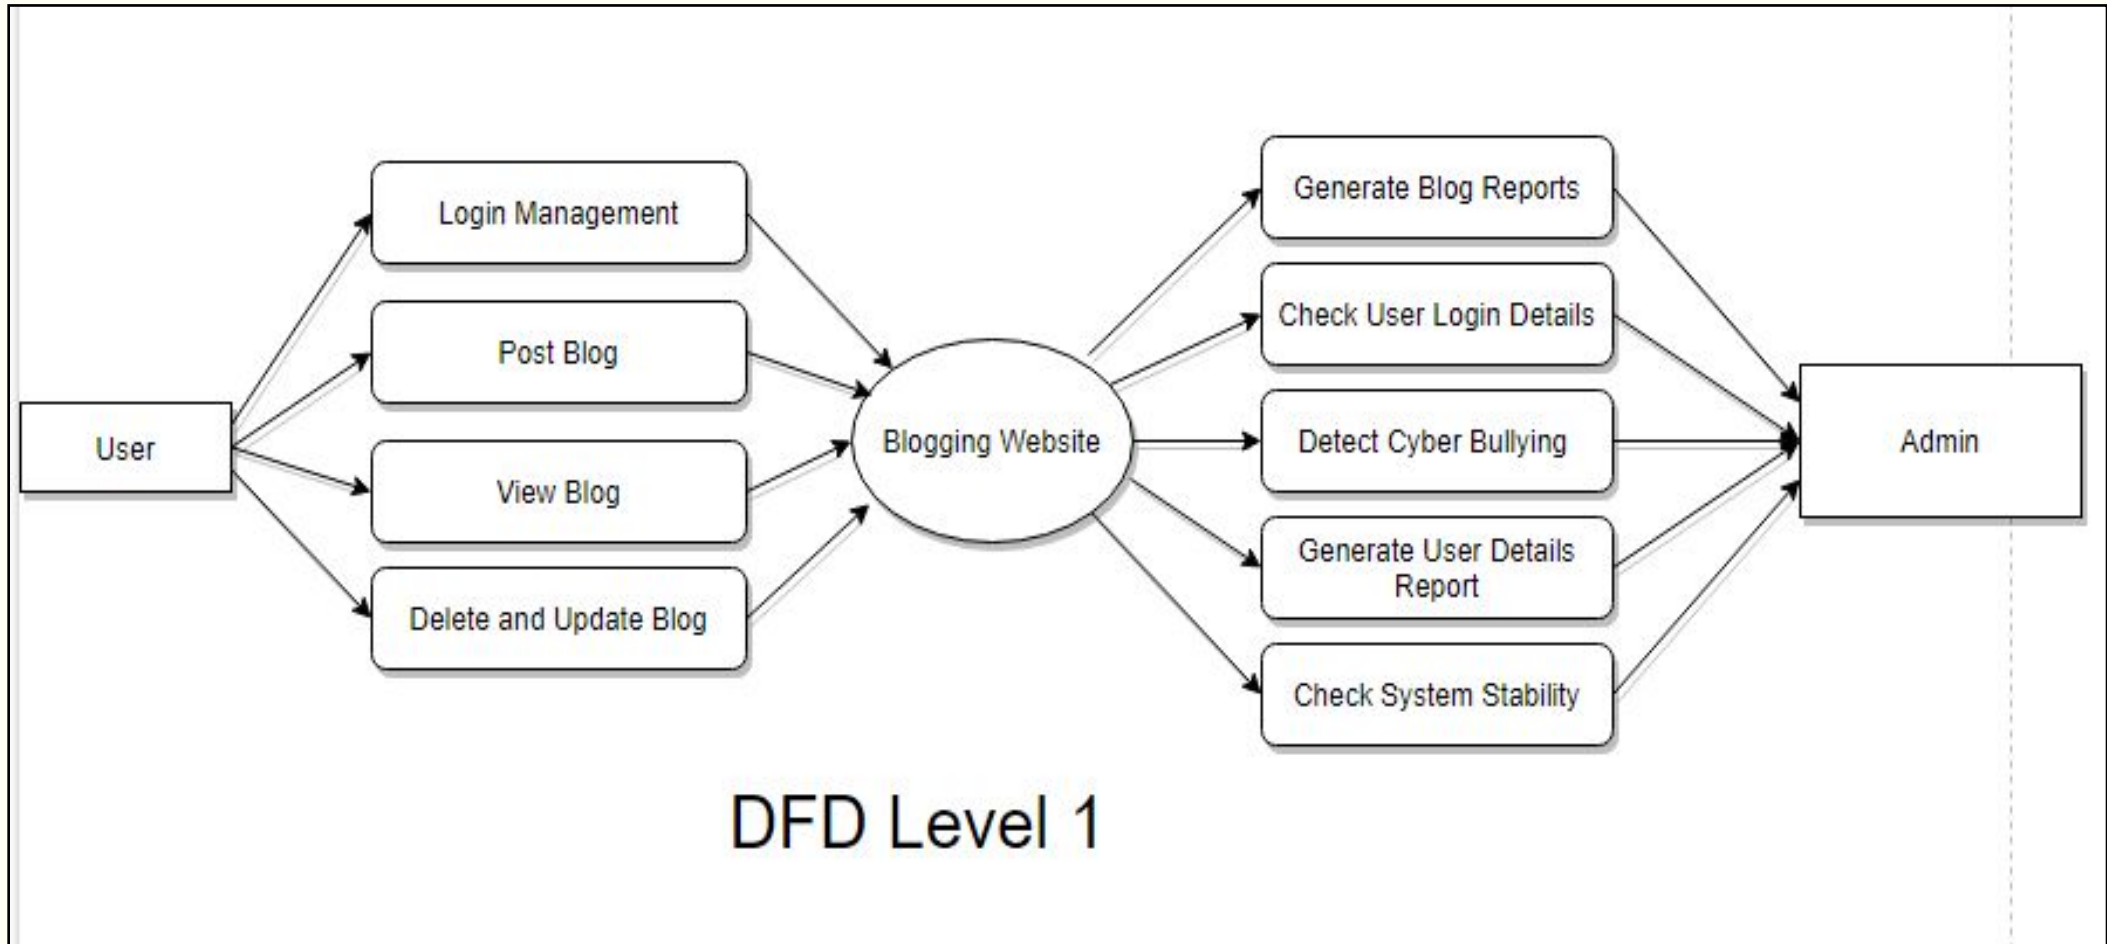 User
Login Management
Post Blog
View Blog
Delete and Update Blog
Blogging Website
Generate Blog Reports
Check User Login Details
Detect Cyber Bullying
Generate User Details
Report
Check System Stability
Admin
DFD Level 1